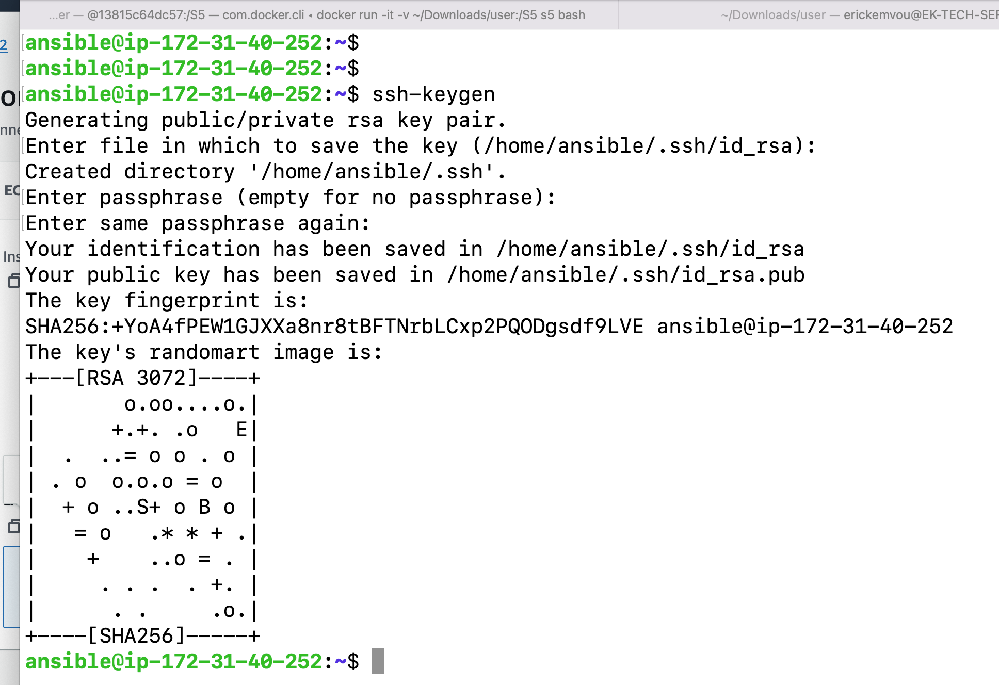 ...er — @13815c64dc57:/S5 — com.docker.cli ◂ docker run -it -v ~/Downloads/user:/S5 s5 bash
~/Downloads/user — erickemvou@EK-TECH-SER
ansible@ip-172-31-40-252:~$
ansible@ip-172-31-40-252:~$
ansible@ip-172-31-40-252:~$ ssh-keygen
Generating public/private rsa key pair.
Enter file in which to save the key (/home/ansible/.ssh/id_rsa):
Created directory '/home/ansible/.ssh'.
Enter passphrase (empty for no passphrase):
Enter same passphrase again:
Your identification has been saved in /home/ansible/.ssh/id_rsa
Your public key has been saved in /home/ansible/.ssh/id_rsa.pub
The key fingerprint is:
SHA256:+YoA4fPEW1GJXXa8nr8tBFTNrbLCxp2PQODgsdf9LVE ansible@ip-172-31-40-252
The key's randomart image is:
+---[RSA 3072]----+
|       o.oo....o.|
|      +.+. .o   E|
|  .  ..= o o . o |
| . o  o.o.o = o  |
|  + o ..S+ o B o |
|   = o   .* * + .|
|    +    ..o = . |
|     . . .  . +. |
|      . .     .o.|
+----[SHA256]-----+
ansible@ip-172-31-40-252:~$